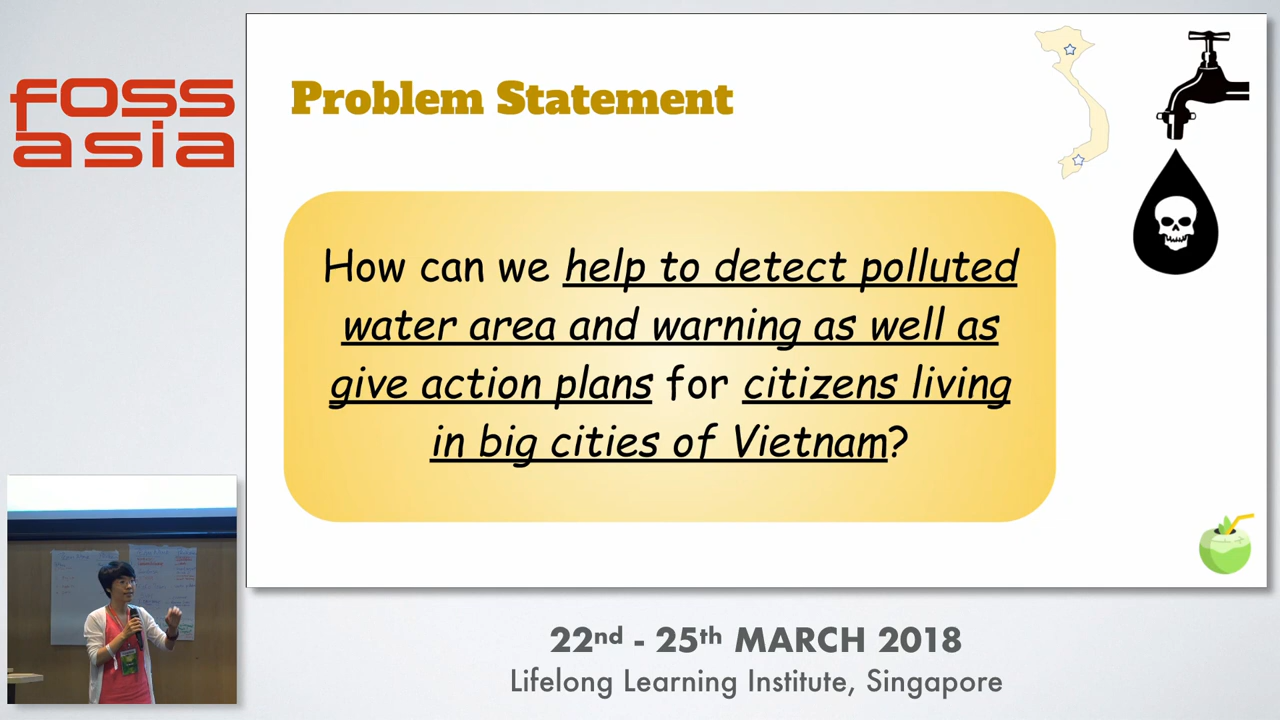 foss
asia
Problem Statement
How can we help to detect polluted
water area and warning as well as
give action plans for citizens living
in big cities of Vietnam?
22nd - 25th MARCH 2018
Lifelong Learning Institute, Singapore